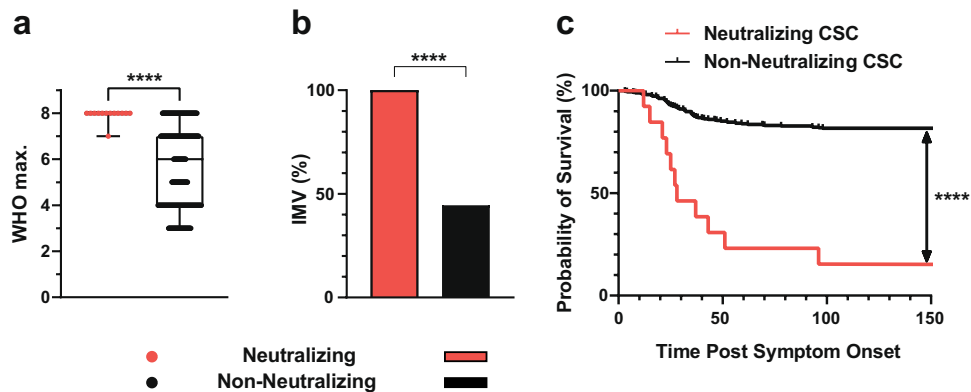 a
WHO max.
8
6
4
2
0
****
b
IMV (%)
100
50
0
****
c
Neutralizing CSC
Non-Neutralizing CSC
Probability of Survival (%)
100
50
0
0 50 100 150
****
Time Post Symptom Onset
Neutralizing
Non-Neutralizing